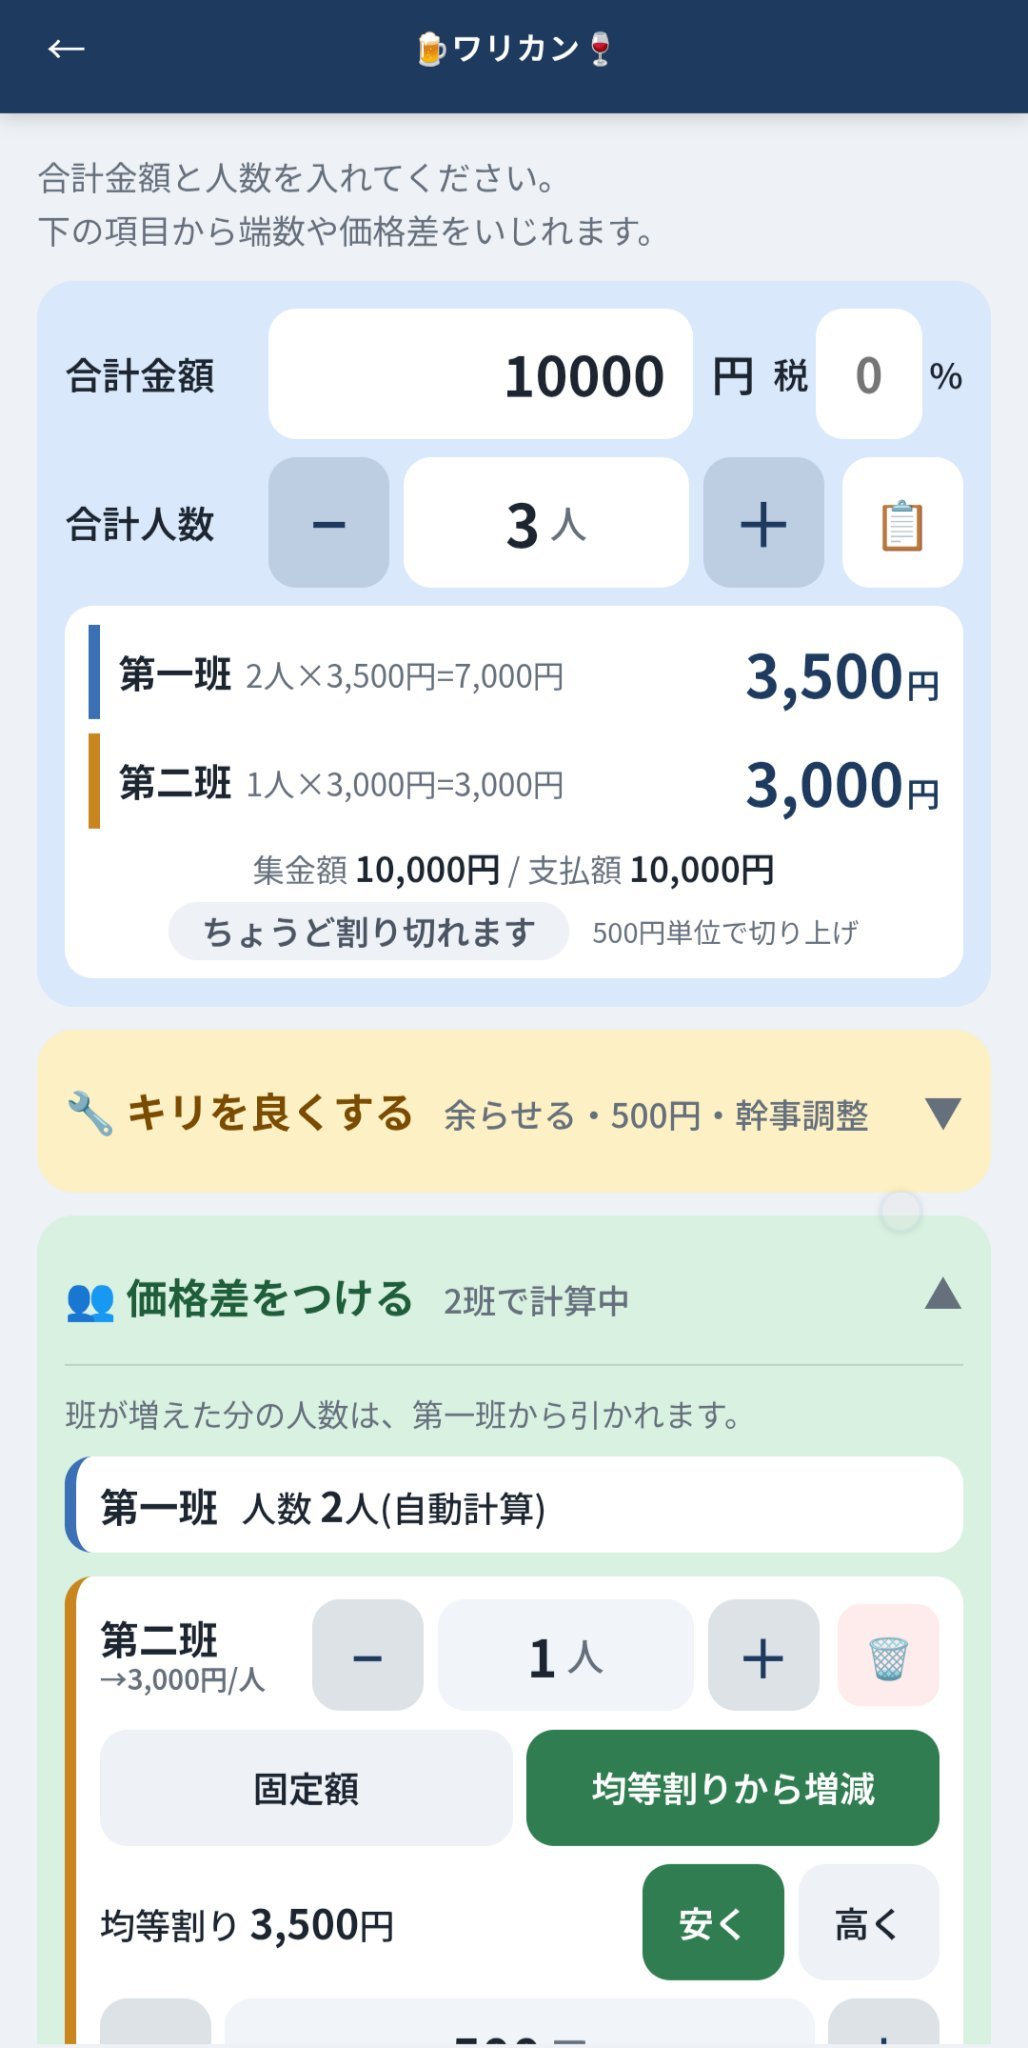 ←
🍺ワリカン🍷
合計金額と人数を入れてください。
下の項目から端数や価格差をいじれます。
合計金額 10000 円 税 0 %
合計人数 − 3 人 + 📋
第一班 2人×3,500円=7,000円 3,500円
第二班 1人×3,000円=3,000円 3,000円
集金額 10,000円 / 支払額 10,000円
ちょうど割り切れます 500円単位で切り上げ
🔧 キリを良くする 余らせる・500円・幹事調整 ▼
👥 価格差をつける 2班で計算中 ▲
班が増えた分の人数は、第一班から引かれます。
第一班 人数 2人(自動計算)
第二班 − 1 人 + 🗑️
→3,000円/人
固定額 均等割りから増減
均等割り 3,500円 安く 高く